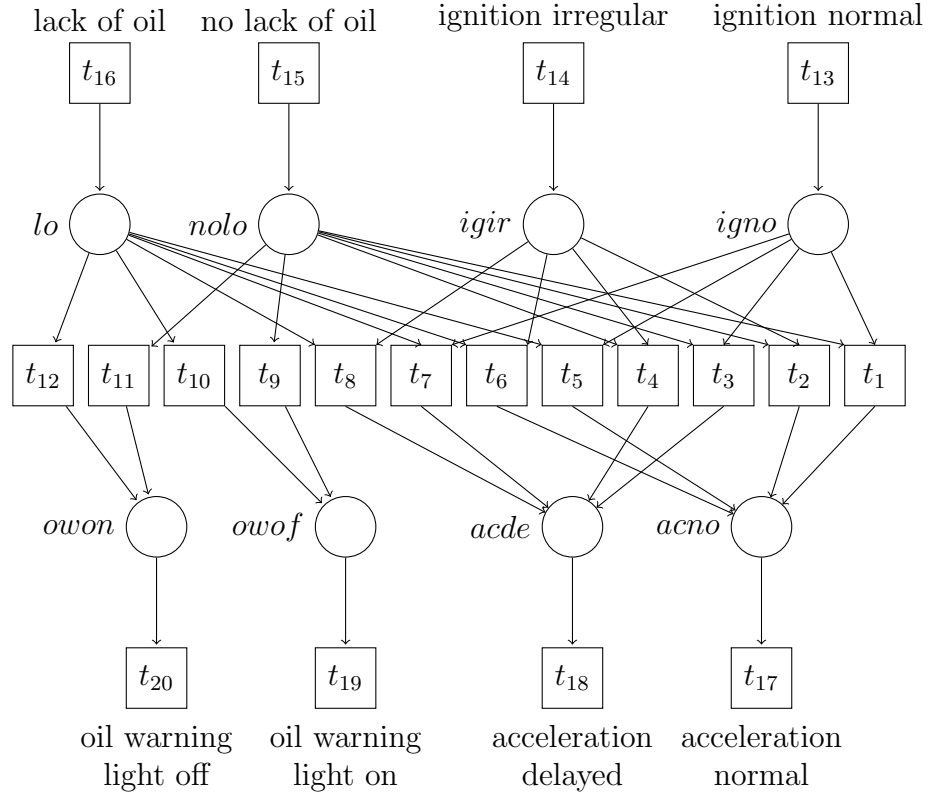 lack of oil no lack of oil ignition irregular ignition normal
t₁₆ t₁₅ t₁₄ t₁₃
lo nolo igir igno
t₁₂ t₁₁ t₁₀ t₉ t₈ t₇ t₆ t₅ t₄ t₃ t₂ t₁
owon owof acde acno
t₂₀ t₁₉ t₁₈ t₁₇
oil warning oil warning acceleration acceleration
light off light on delayed normal